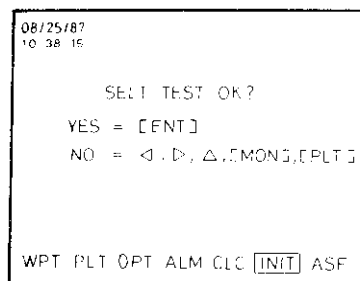 08/25/87
10 38 15
SELF TEST OK?
YES = [ENT]
NO = ◁, ▷, △, [MON], [PLT]
WPT PLT OPT ALM CLC INIT ASF